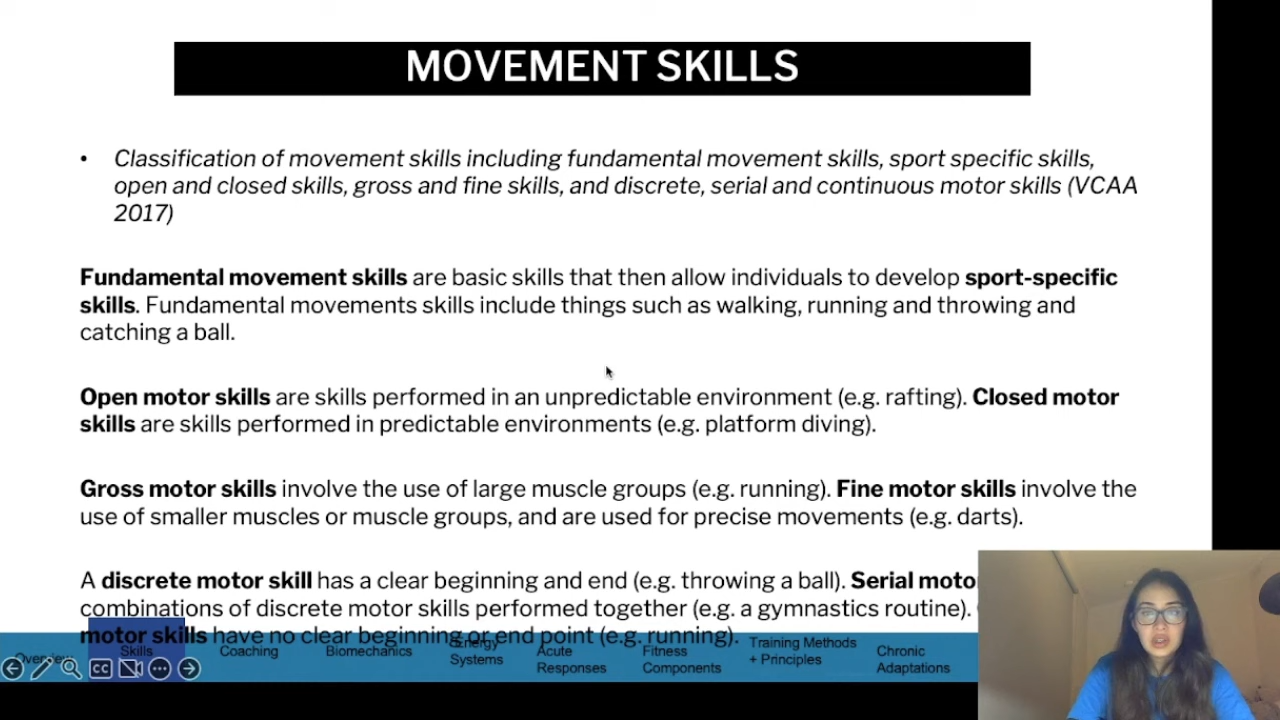 MOVEMENT SKILLS
• Classification of movement skills including fundamental movement skills, sport specific skills,
open and closed skills, gross and fine skills, and discrete, serial and continuous motor skills (VCAA
2017)
Fundamental movement skills are basic skills that then allow individuals to develop sport-specific
skills. Fundamental movements skills include things such as walking, running and throwing and
catching a ball.
Open motor skills are skills performed in an unpredictable environment (e.g. rafting). Closed motor
skills are skills performed in predictable environments (e.g. platform diving).
Gross motor skills involve the use of large muscle groups (e.g. running). Fine motor skills involve the
use of smaller muscles or muscle groups, and are used for precise movements (e.g. darts).
A discrete motor skill has a clear beginning and end (e.g. throwing a ball). Serial
combinations of discrete motor skills performed together (e.g. a gymnastics routine).
motor skills have no clear beginning or end point (e.g. running).
Overview
Skills
Coaching
Biomechanics
Energy
Systems
Acute
Responses
Fitness
Components
Training Methods
+ Principles
Chronic
Adaptations
CC